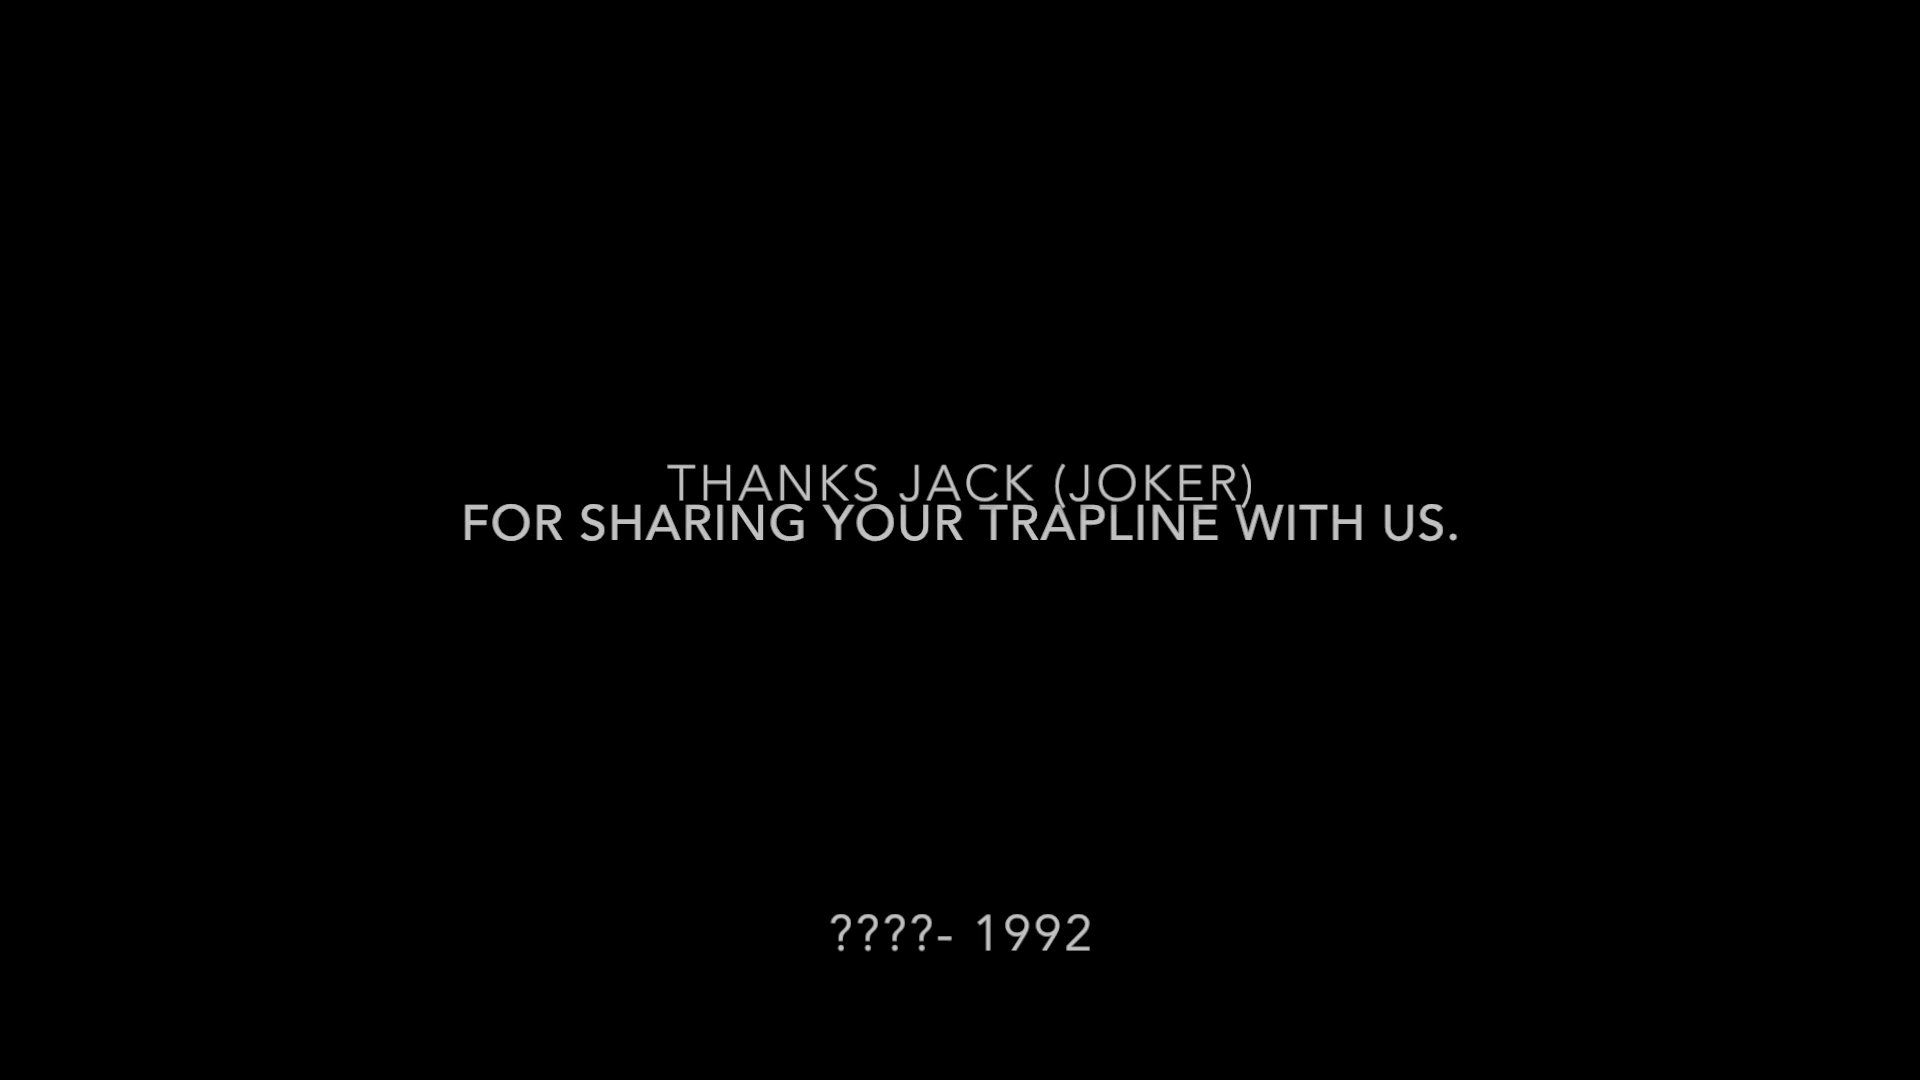 THANKS JACK (JOKER)
FOR SHARING YOUR TRAPLINE WITH US.
????- 1992